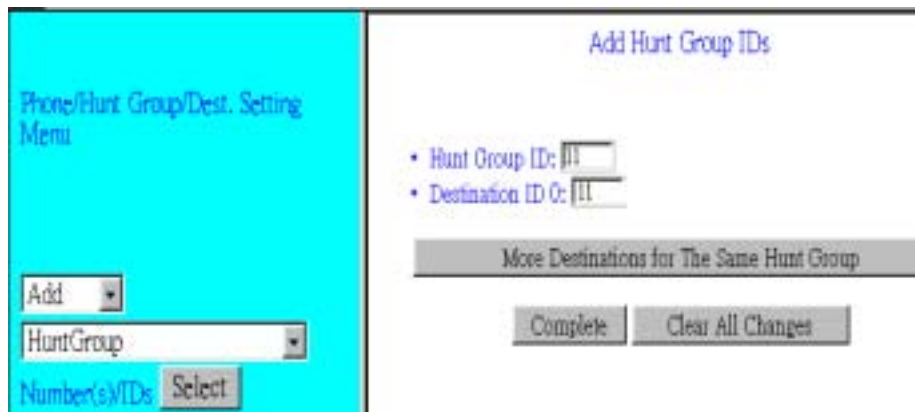 Phone/Hunt Group/Dest. Setting
Menu
Add
HuntGroup
Number(s)/IDs Select
Add Hunt Group IDs
• Hunt Group ID: 11
• Destination ID 0: 11
More Destinations for The Same Hunt Group
Complete Clear All Changes